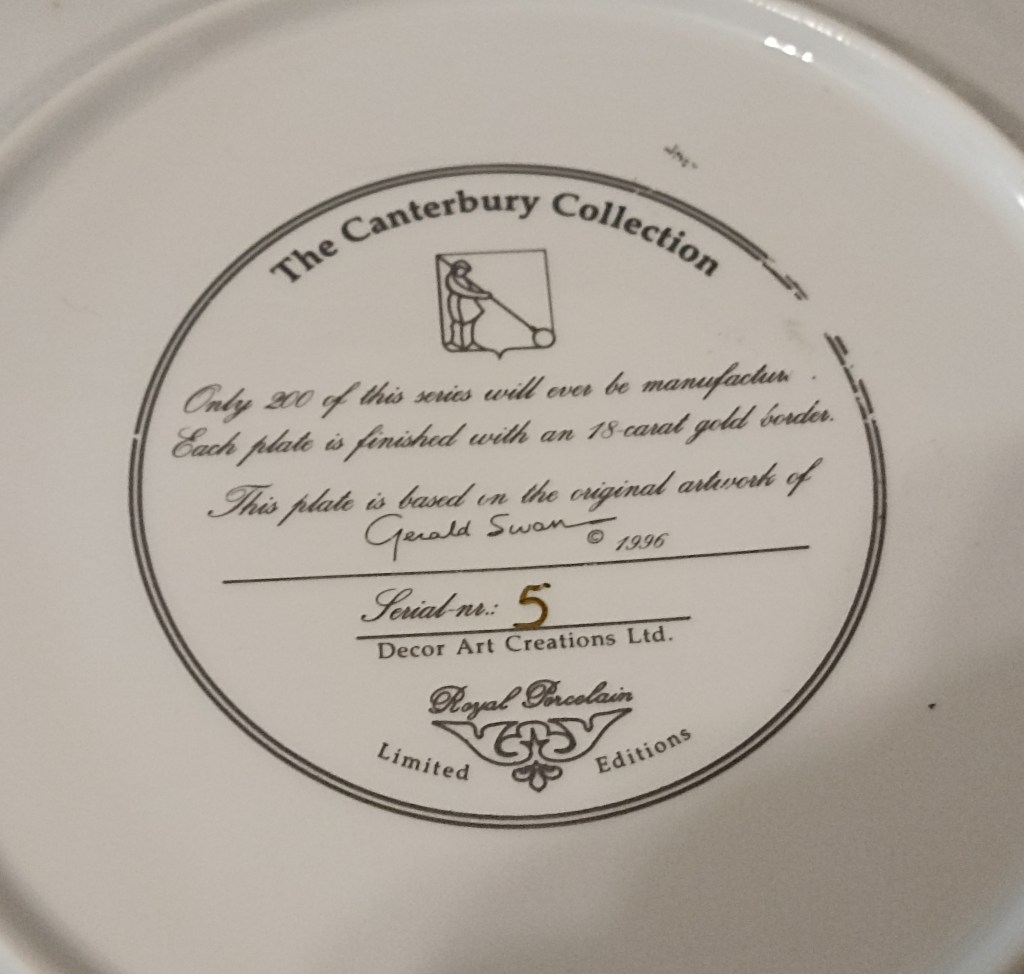 The Canterbury Collection
Only 200 of this series will ever be manufactur
Each plate is finished with an 18-carat gold border.
This plate is based on the original artwork of
Gerald Swan
© 1996
Serial-nr.: 5
Decor Art Creations Ltd.
Royal Porcelain
Limited Editions